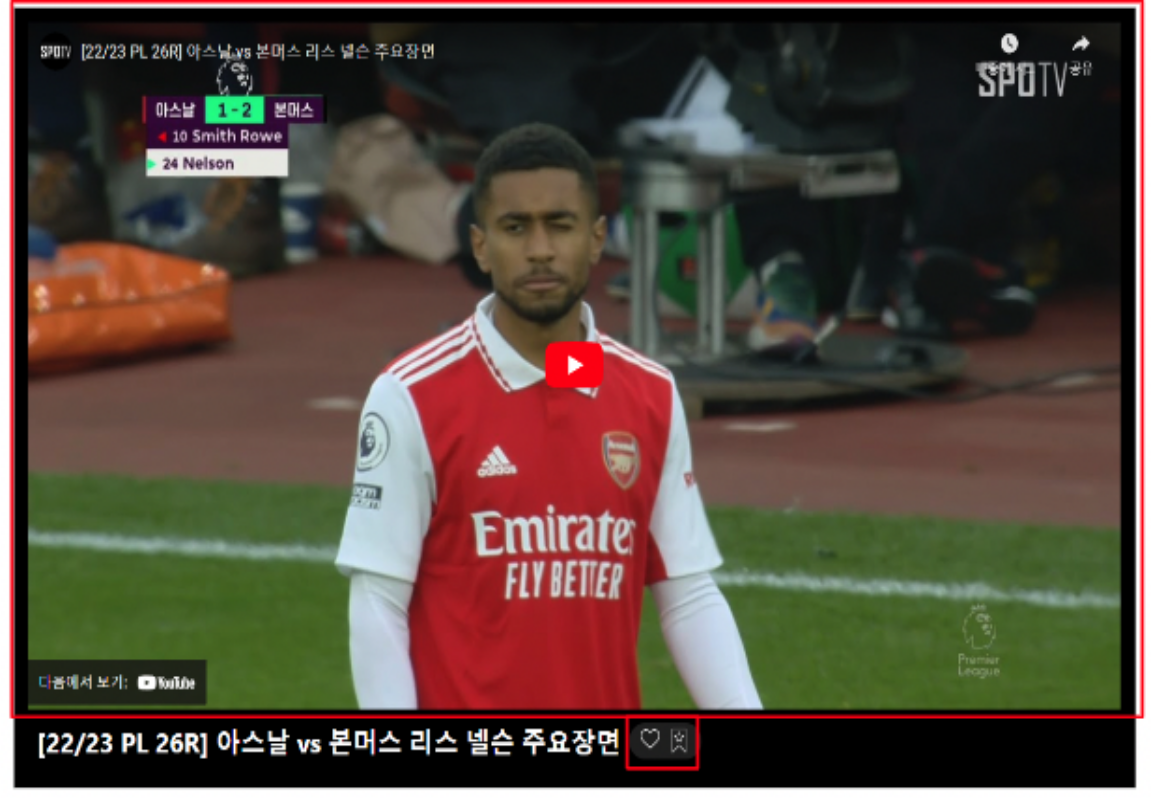 SPOTV [22/23 PL 26R] 아스날 vs 본머스 리스 넬슨 주요장면
공유
SPOTV
아스날 1-2 본머스
10 Smith Rowe
24 Nelson
adidas
Emirates
FLY BETTER
Premier
League
다음에서 보기: YouTube
[22/23 PL 26R] 아스날 vs 본머스 리스 넬슨 주요장면